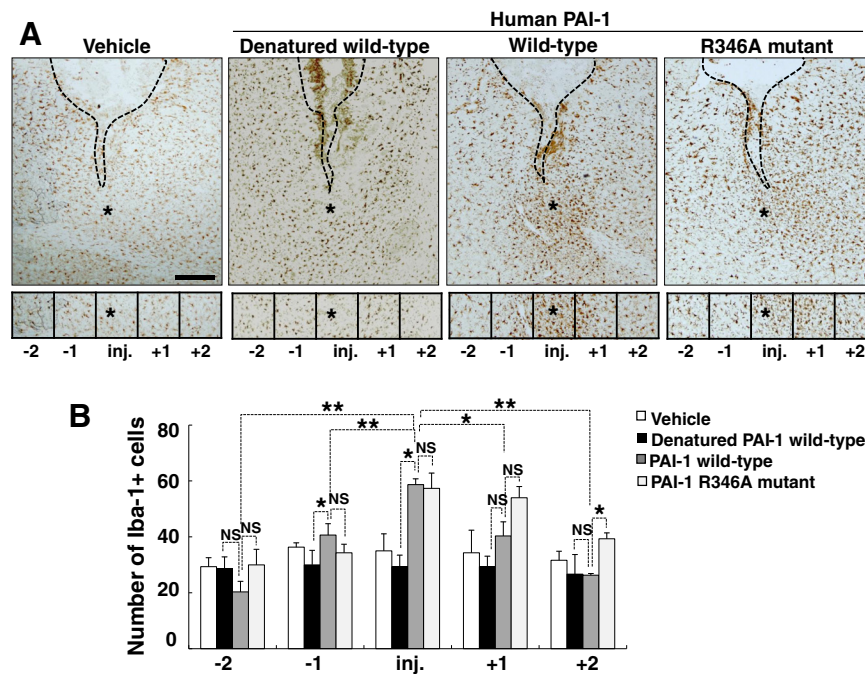 A
Human PAI-1
Vehicle
Denatured wild-type
Wild-type
R346A mutant
*
*
*
*
*
*
*
*
-2 -1 inj. +1 +2
-2 -1 inj. +1 +2
-2 -1 inj. +1 +2
-2 -1 inj. +1 +2
B
Number of Iba-1+ cells
80
60
40
20
0
**
**
**
*
NS
NS
*
NS
*
NS
NS
NS
NS
*
-2 -1 inj. +1 +2
Vehicle
Denatured PAI-1 wild-type
PAI-1 wild-type
PAI-1 R346A mutant